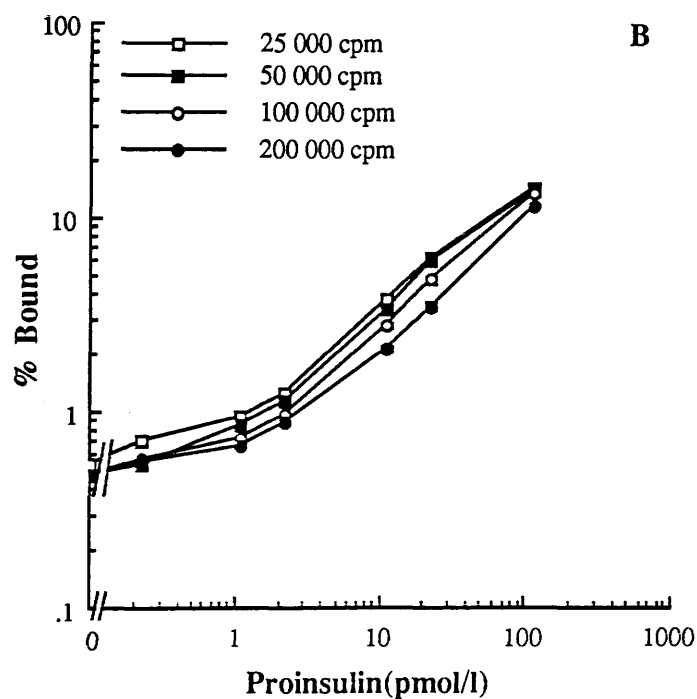 B
25 000 cpm
50 000 cpm
100 000 cpm
200 000 cpm
100
10
1
.1
% Bound
0 1 10 100 1000
Proinsulin(pmol/l)